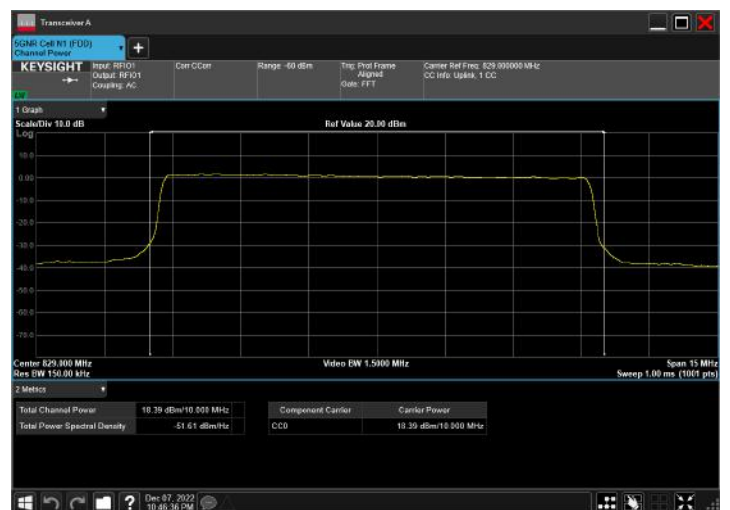 Transceiver A
5GNR Cell N1 (FDD)
Channel Power
KEYSIGHT Input: RFIO1 Corr CCorr Range: -60 dBm Trig: Prot Frame Carrier Ref Freq: 829.000000 MHz
Output: RFIO1 Aligned CC Info: Uplink, 1 CC
Coupling: AC Gate: FFT
1 Graph
Scale/Div 10.0 dB Ref Value 20.00 dBm
Log
10.0
0.00
-10.0
-20.0
-30.0
-40.0
-50.0
-60.0
-70.0
Center 829.000 MHz Video BW 1.5000 MHz Span 15 MHz
Res BW 150.00 kHz Sweep 1.00 ms (1001 pts)
2 Metrics
Total Channel Power 18.39 dBm/10.000 MHz Component Carrier Carrier Power
Total Power Spectral Density -51.61 dBm/Hz CC0 18.39 dBm/10.000 MHz
? Dec 07, 2022
10:46:36 PM